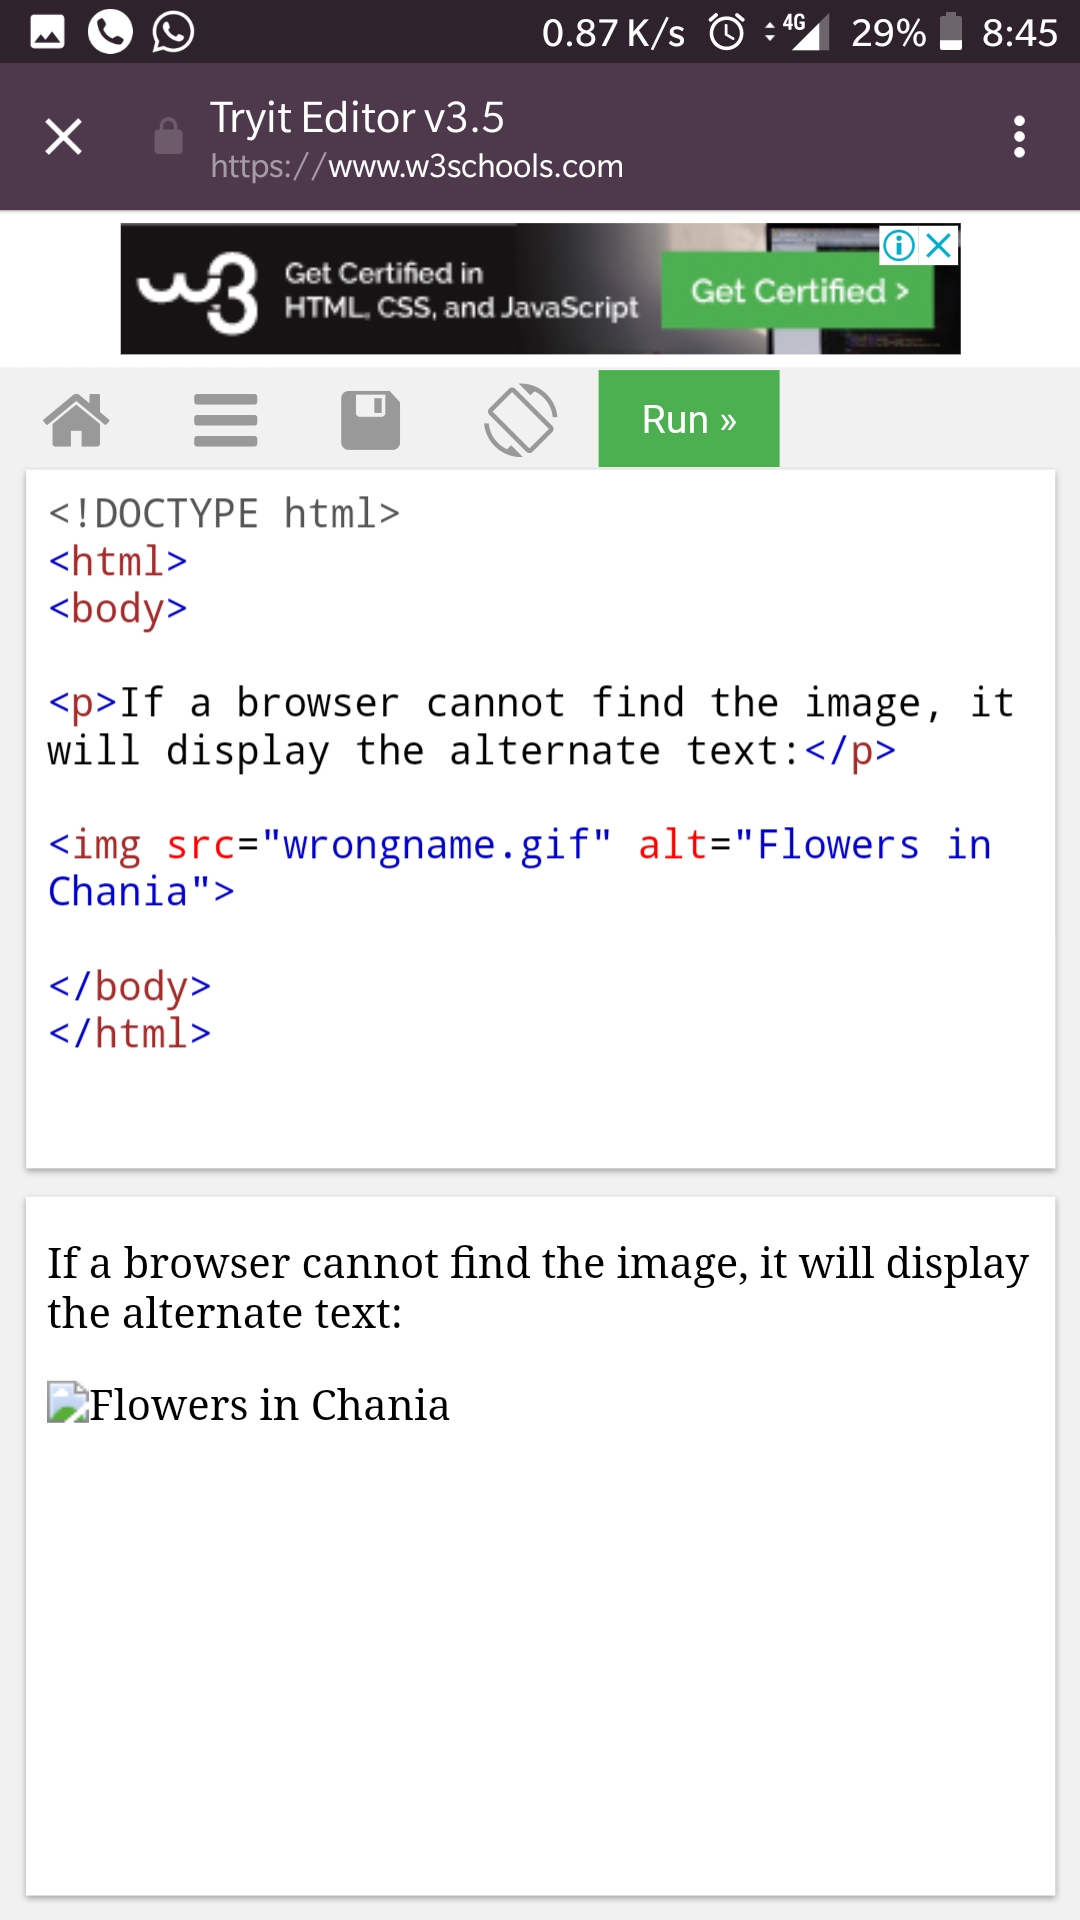 0.87 K/s 4G 29% 8:45
Tryit Editor v3.5
https://www.w3schools.com
w3
Get Certified in
HTML, CSS, and JavaScript
Get Certified >
Run »
<!DOCTYPE html>
<html>
<body>
<p>If a browser cannot find the image, it
will display the alternate text:</p>
<img src="wrongname.gif" alt="Flowers in
Chania">
</body>
</html>
If a browser cannot find the image, it will display
the alternate text:
Flowers in Chania